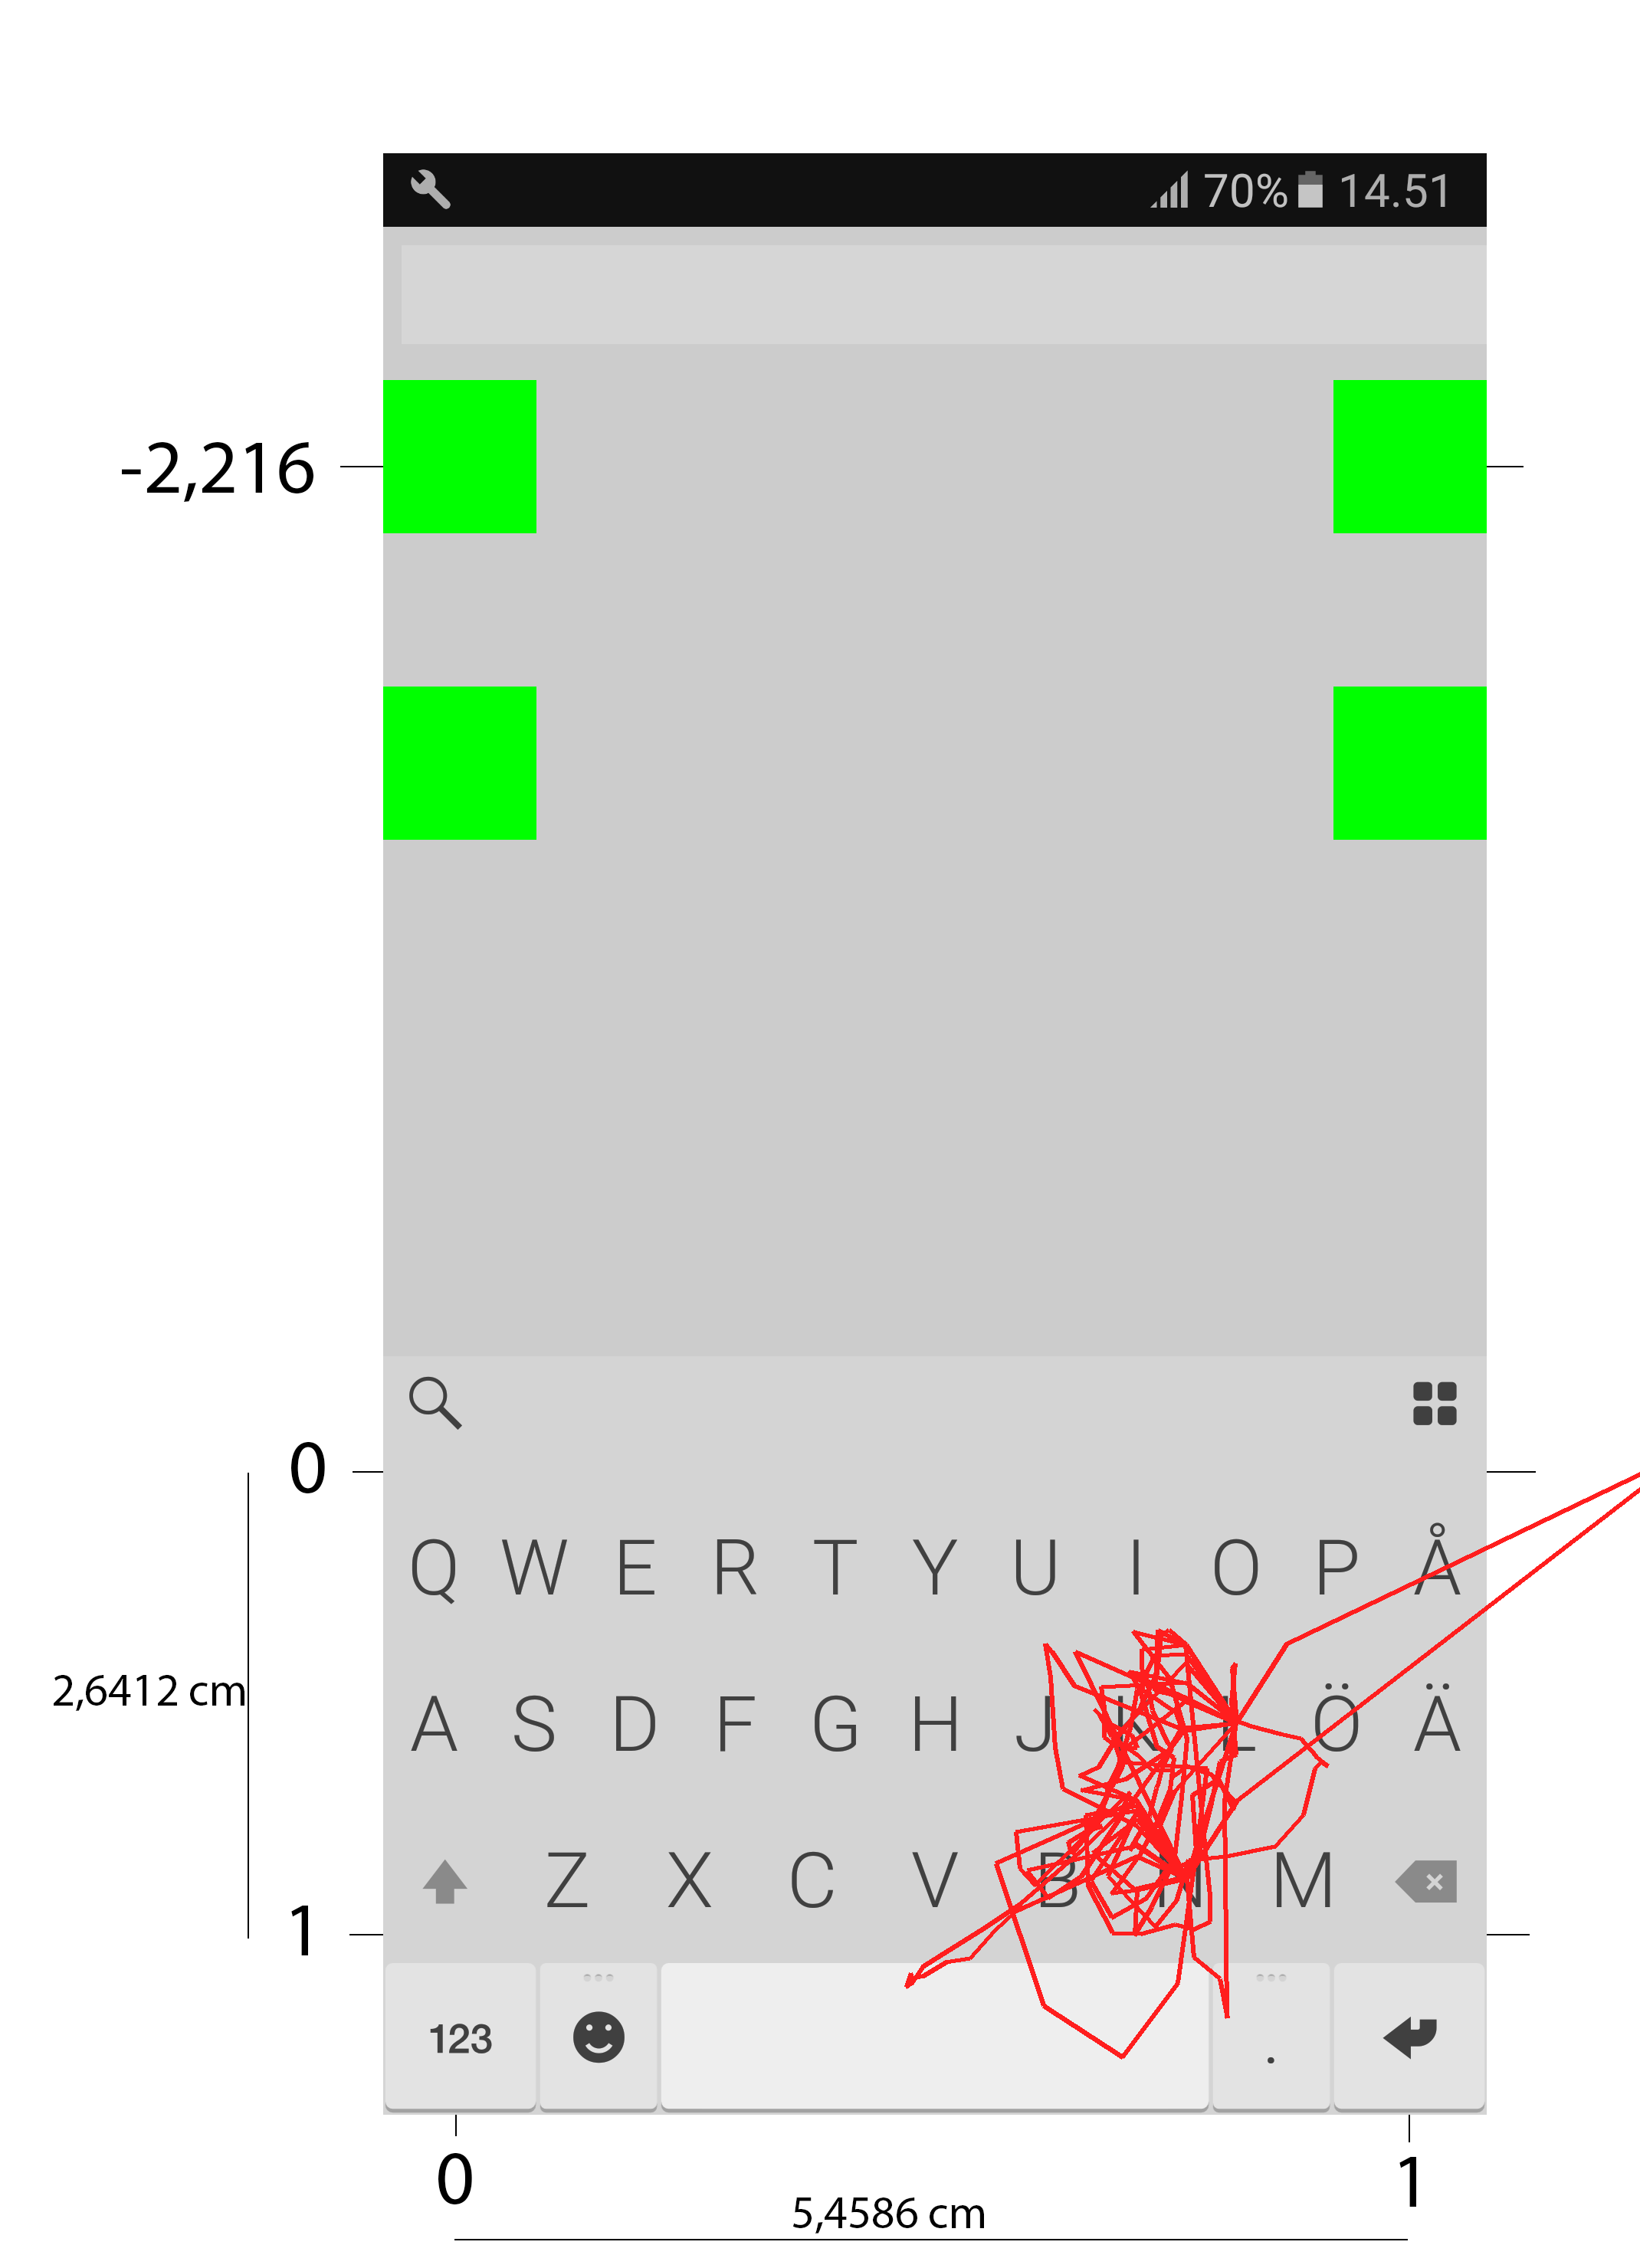 70% 14.51
-2,216
0
Q W E R T Y U I O P Å
2,6412 cm
A S D F G H J K L Ö Ä
Z X C V B N M
1
123 .
0 1
5,4586 cm